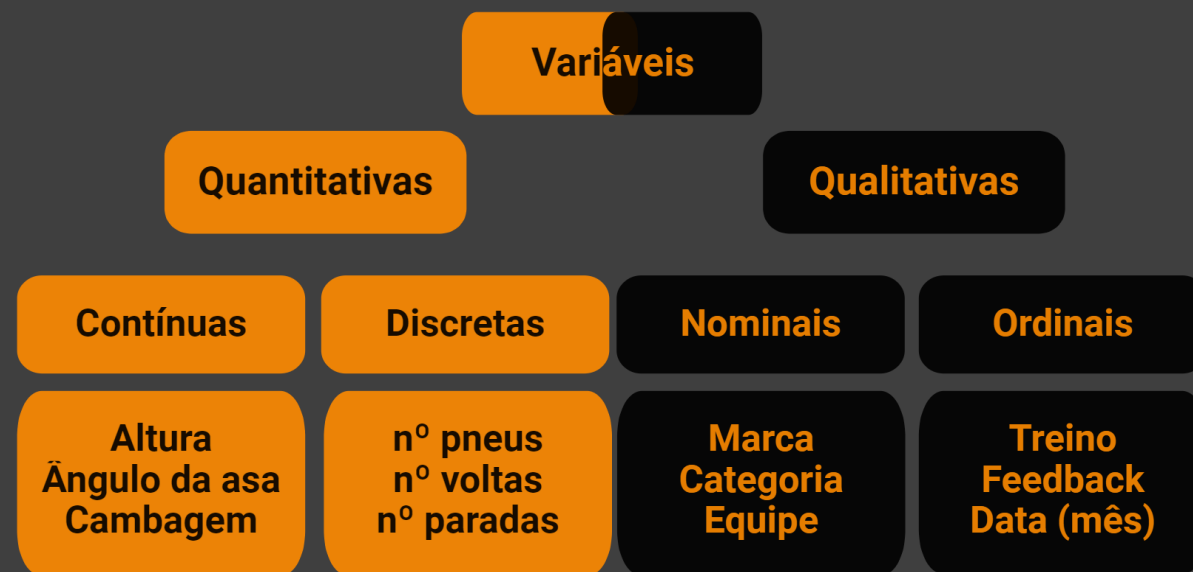 Variáveis
Quantitativas
Qualitativas
Contínuas
Discretas
Nominais
Ordinais
Altura
Ângulo da asa
Cambagem
nº pneus
nº voltas
nº paradas
Marca
Categoria
Equipe
Treino
Feedback
Data (mês)